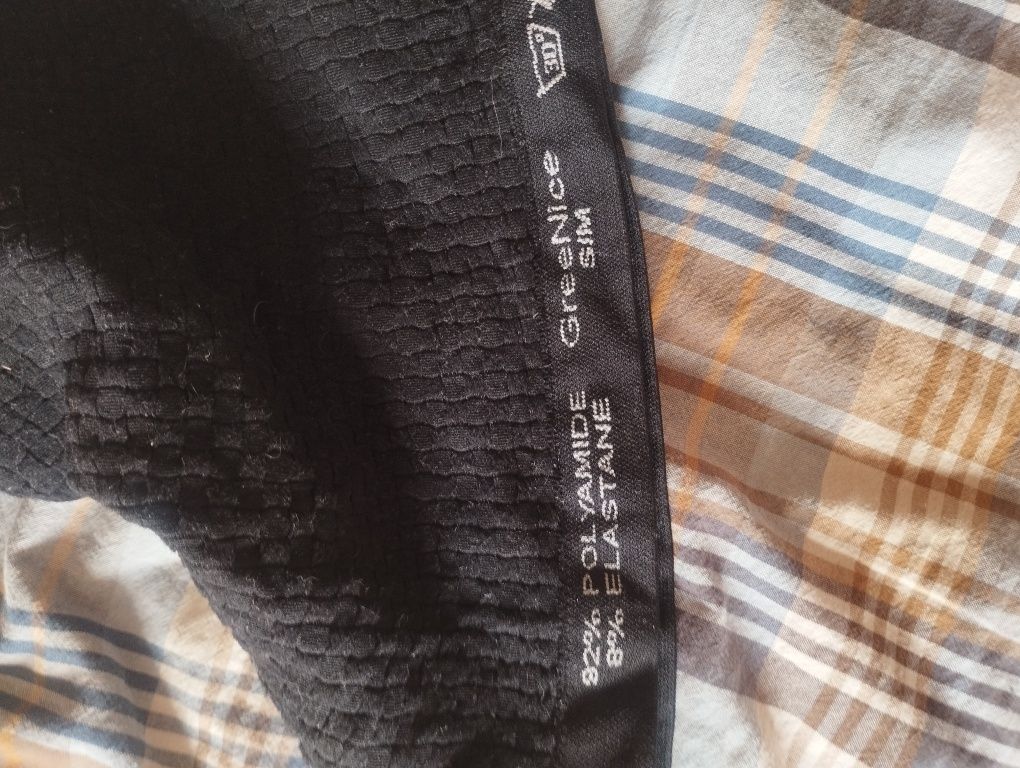 92% POLYAMIDE
8% ELASTANE
GreeNice
SIM
30°